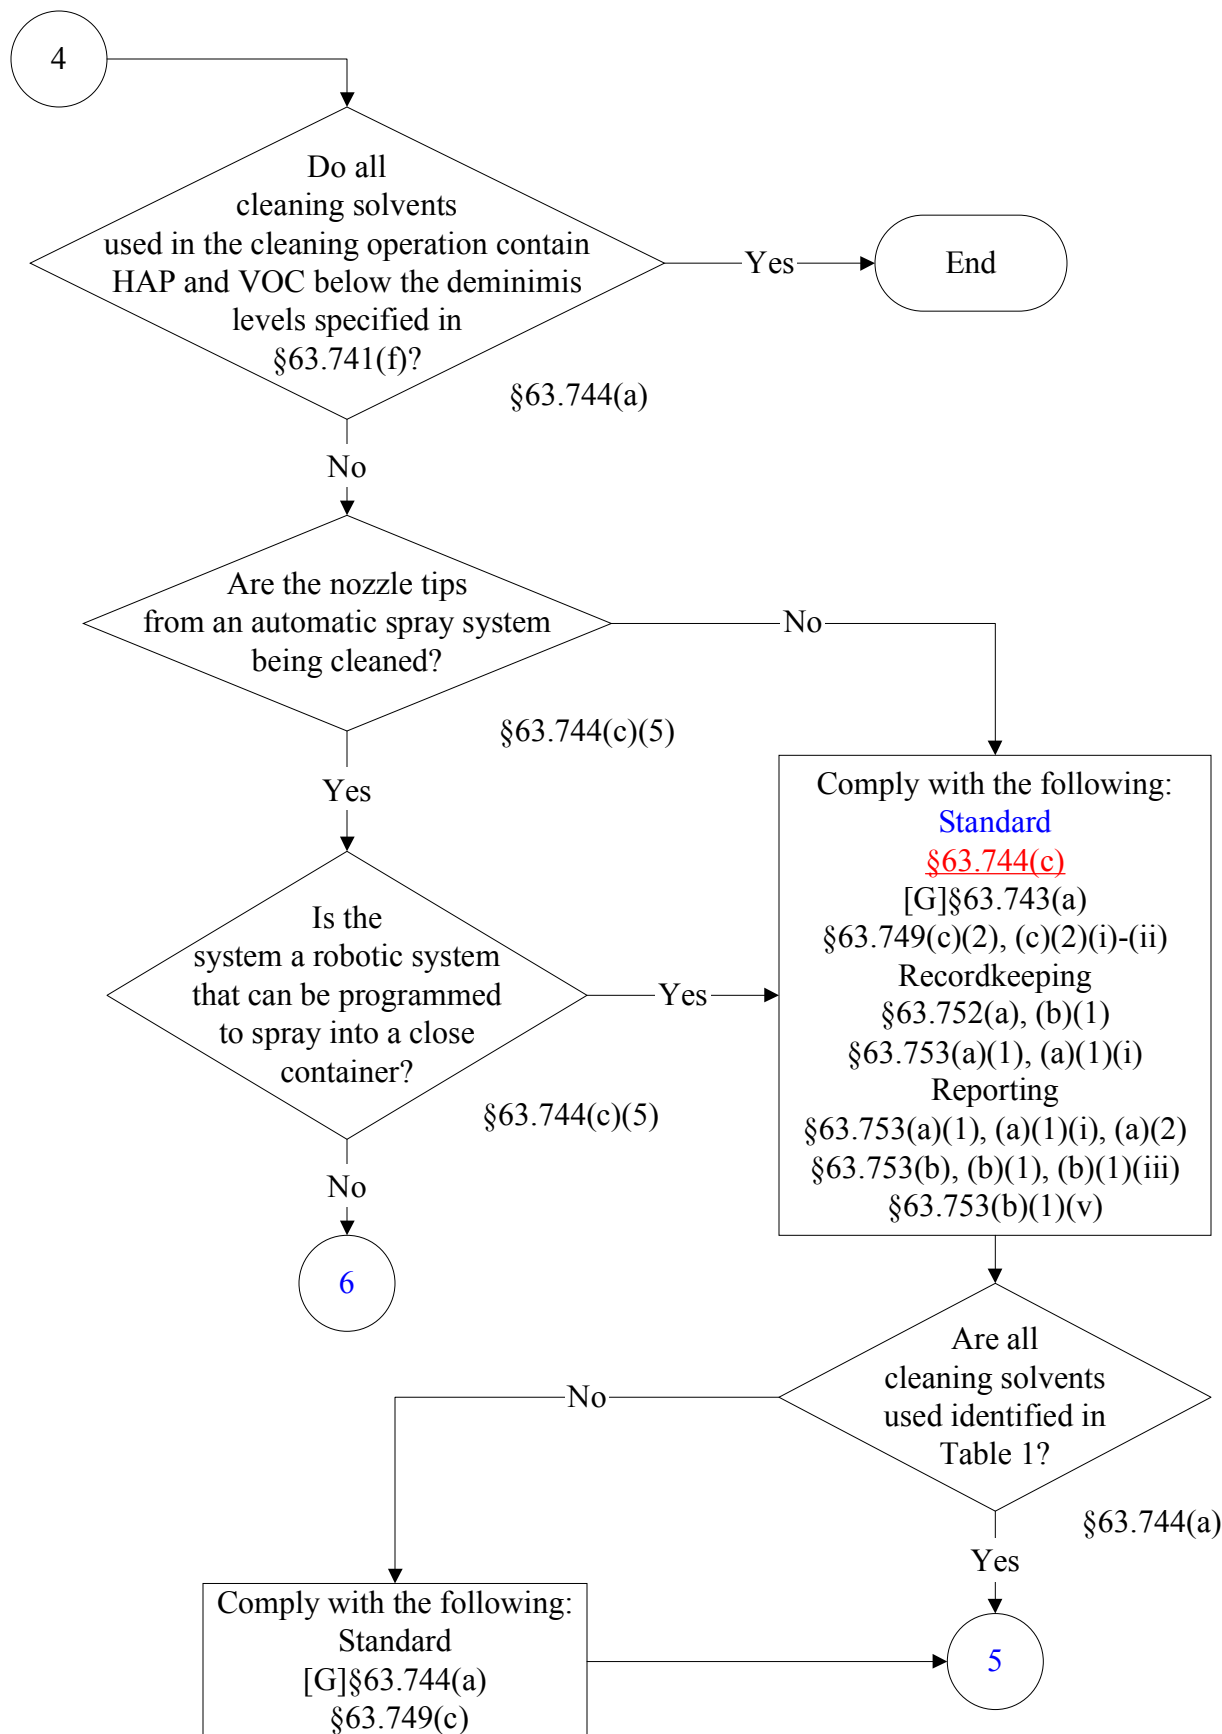 4
Do all
cleaning solvents
used in the cleaning operation contain
HAP and VOC below the deminimis
levels specified in
§63.741(f)?
Yes
End
§63.744(a)
No
Are the nozzle tips
from an automatic spray system
being cleaned?
No
§63.744(c)(5)
Yes
Comply with the following:
Standard
§63.744(c)
[G]§63.743(a)
§63.749(c)(2), (c)(2)(i)-(ii)
Recordkeeping
§63.752(a), (b)(1)
§63.753(a)(1), (a)(1)(i)
Reporting
§63.753(a)(1), (a)(1)(i), (a)(2)
§63.753(b), (b)(1), (b)(1)(iii)
§63.753(b)(1)(v)
Is the
system a robotic system
that can be programmed
to spray into a close
container?
Yes
§63.744(c)(5)
No
6
Are all
cleaning solvents
used identified in
Table 1?
No
§63.744(a)
Yes
Comply with the following:
Standard
[G]§63.744(a)
§63.749(c)
5